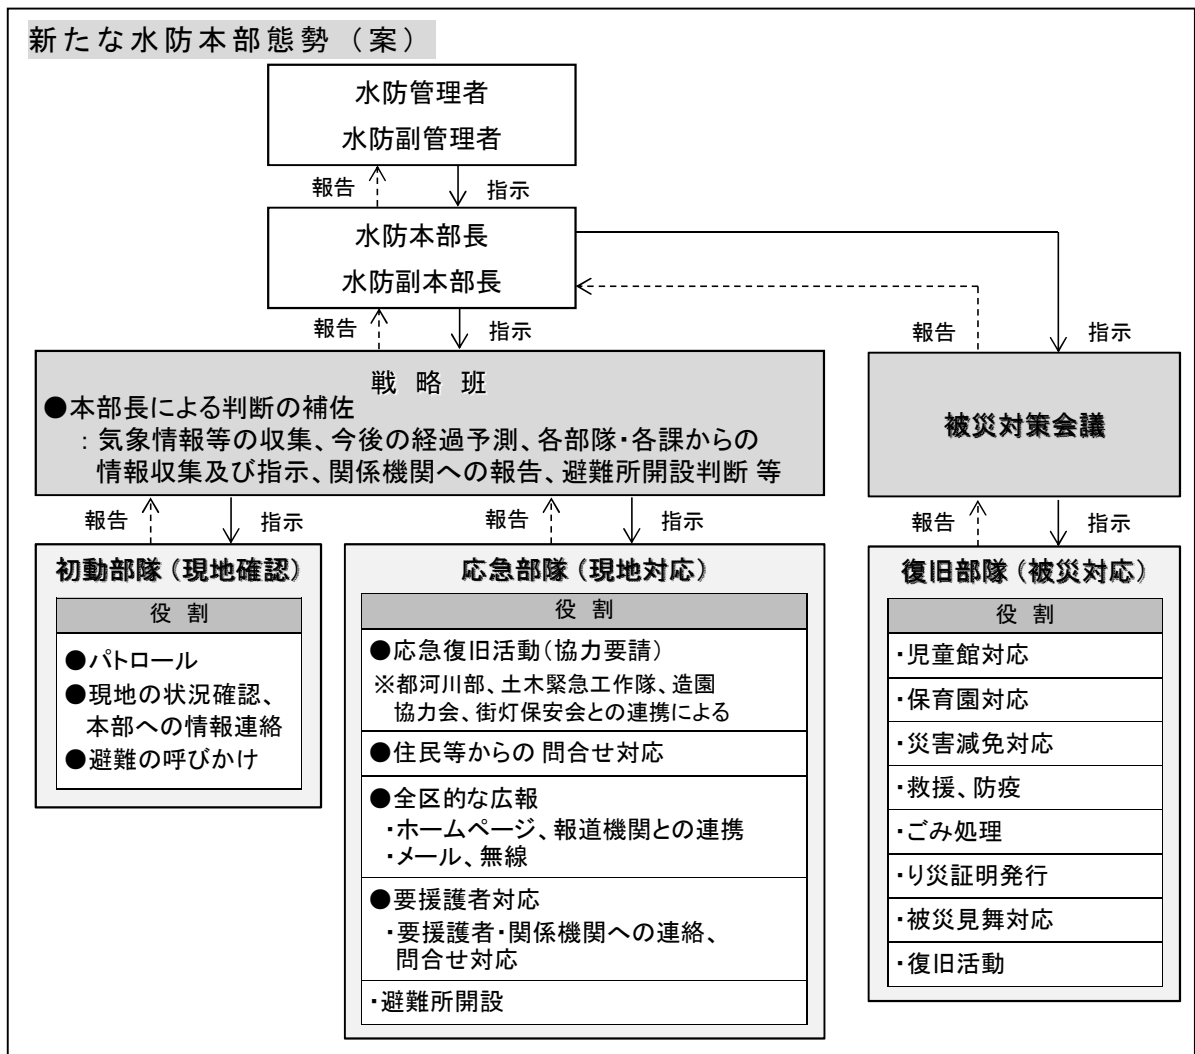 新たな水防本部態勢（案）
水防管理者
水防副管理者
報告
指示
水防本部長
水防副本部長
報告
指示
報告
指示
戦略班
●本部長による判断の補佐
：気象情報等の収集、今後の経過予測、各部隊・各課からの
情報収集及び指示、関係機関への報告、避難所開設判断 等
被災対策会議
報告
指示
報告
指示
報告
指示
初動部隊（現地確認）
役 割
●パトロール
●現地の状況確認、
本部への情報連絡
●避難の呼びかけ
応急部隊（現地対応）
役 割
●応急復旧活動（協力要請）
※都河川部、土木緊急工作隊、造園
協力会、街灯保安会との連携による
●住民等からの 問合せ対応
●全区的な広報
・ホームページ、報道機関との連携
・メール、無線
●要援護者対応
・要援護者・関係機関への連絡、
問合せ対応
・避難所開設
復旧部隊（被災対応）
役 割
・児童館対応
・保育園対応
・災害減免対応
・救援、防疫
・ごみ処理
・り災証明発行
・被災見舞対応
・復旧活動